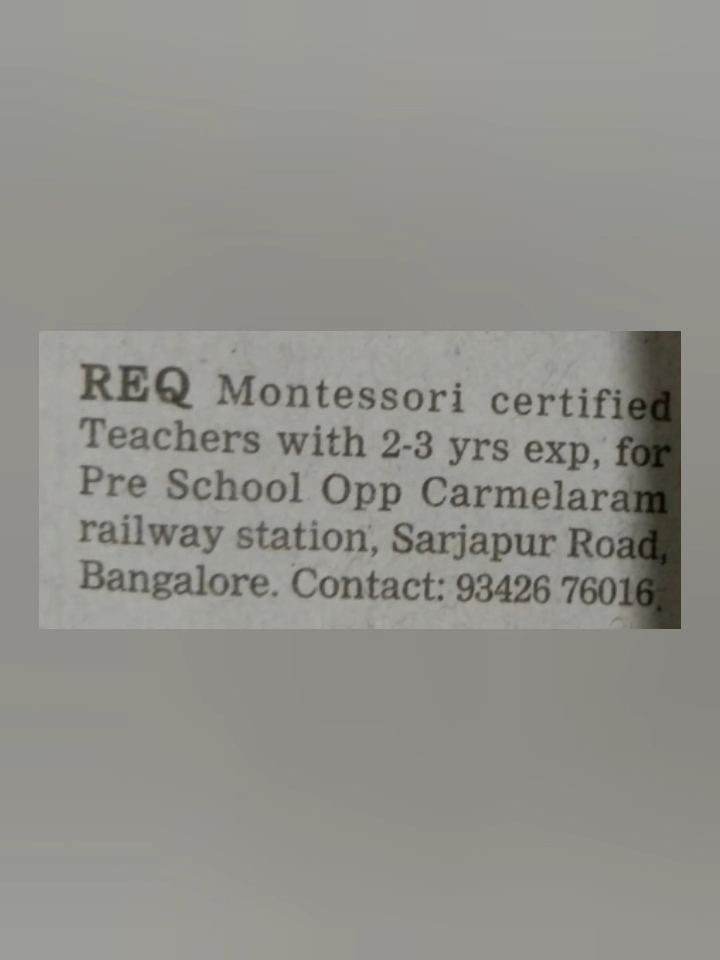 REQ Montessori certified
Teachers with 2-3 yrs exp, for
Pre School Opp Carmelaram
railway station, Sarjapur Road,
Bangalore. Contact: 93426 76016.